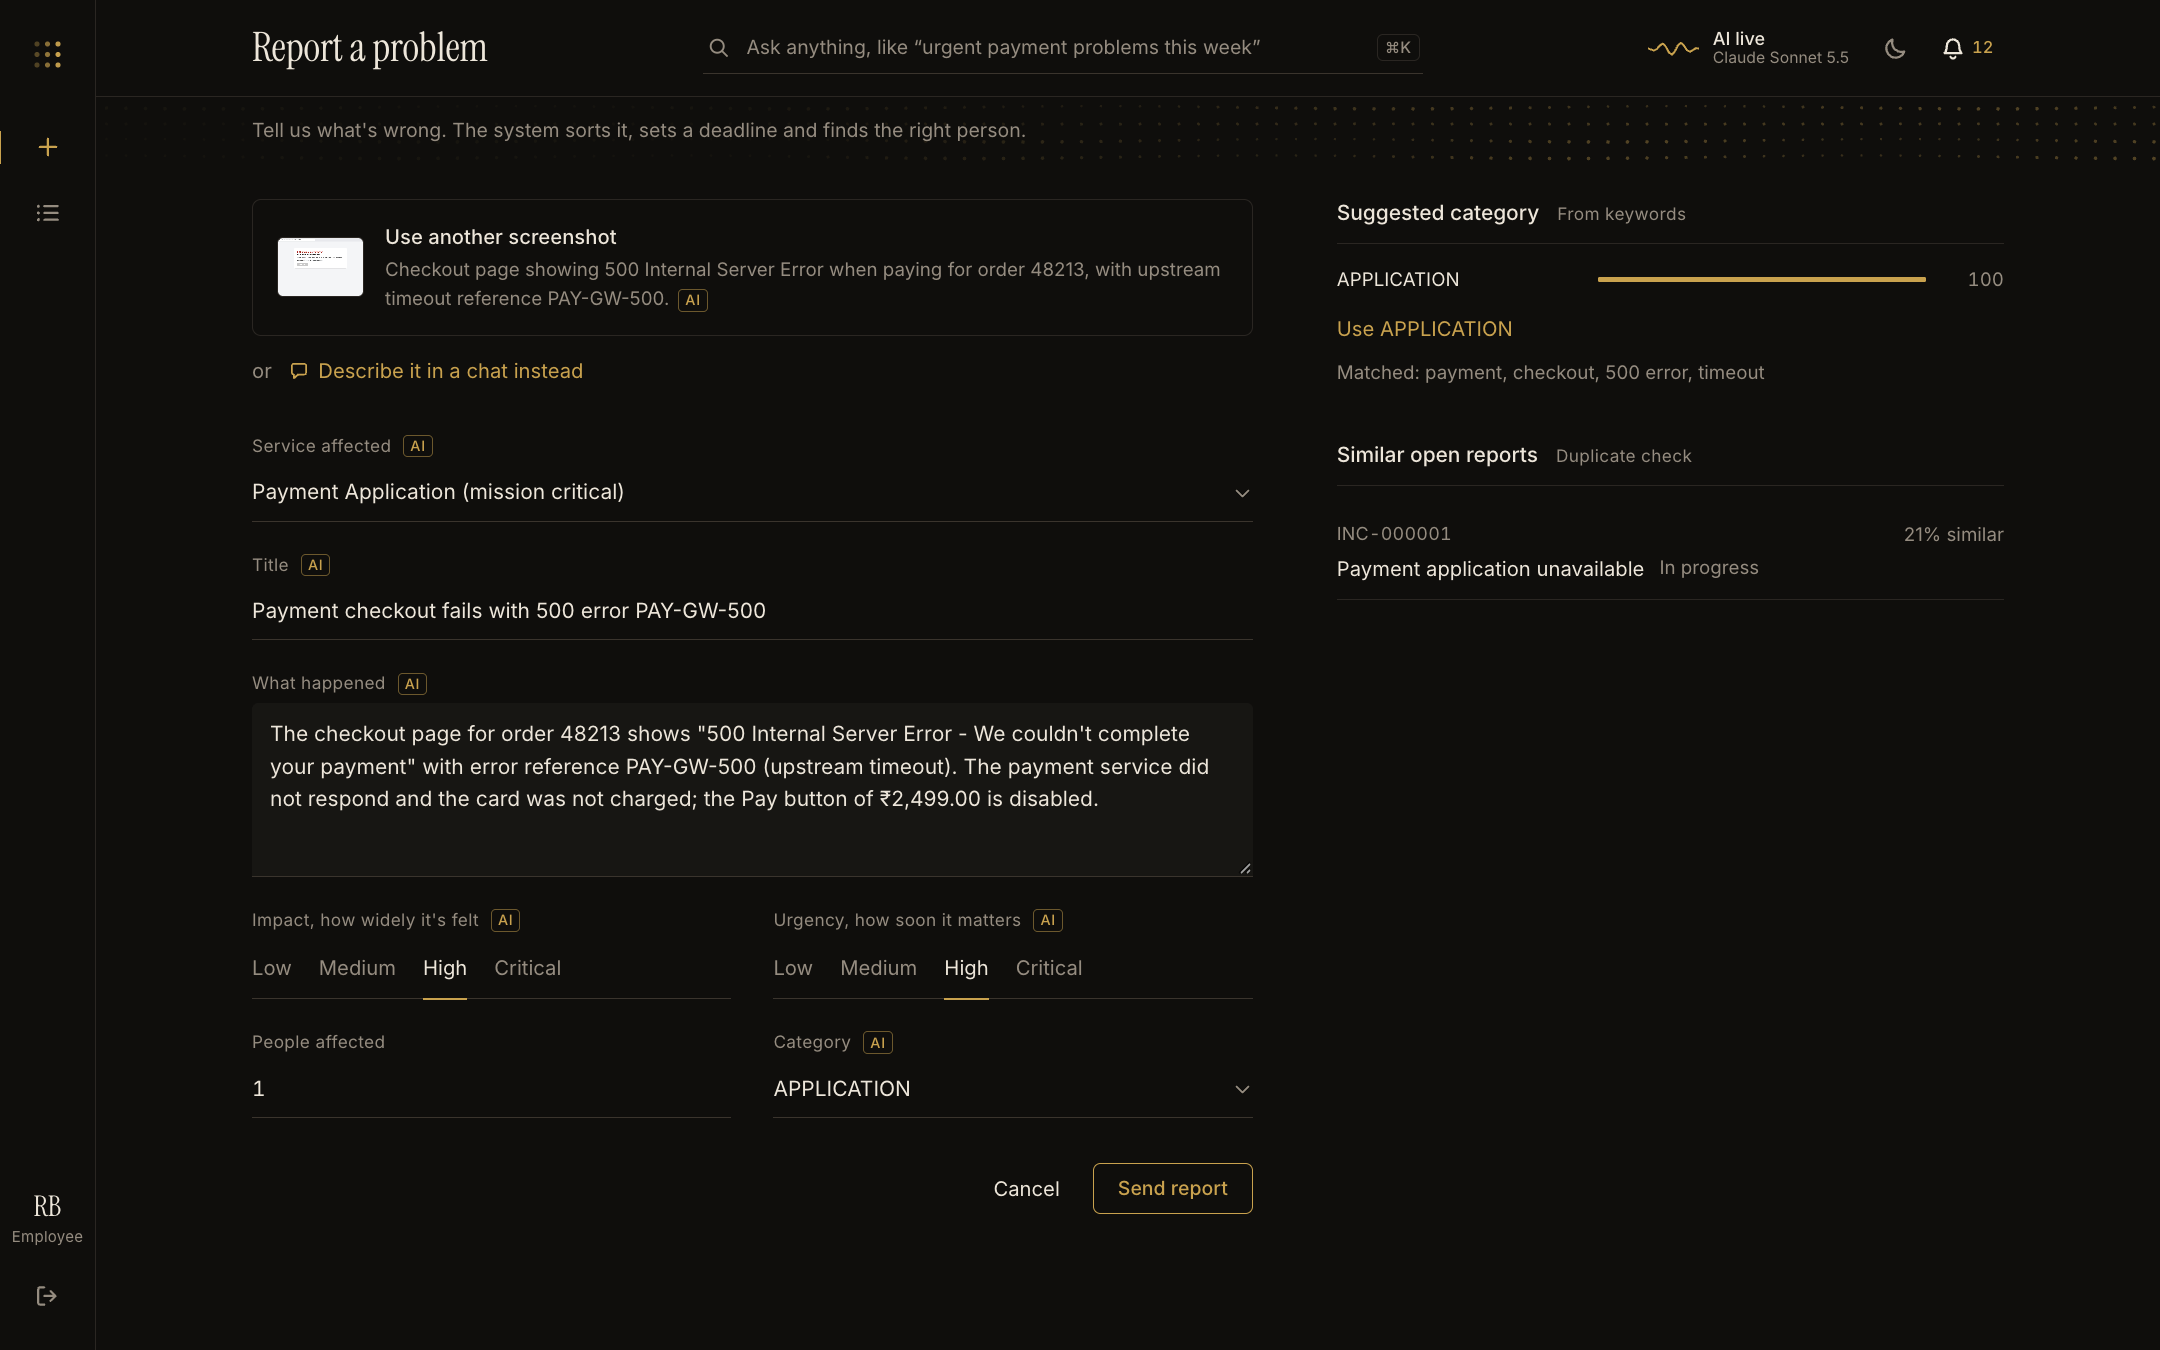 Report a problem
Ask anything, like “urgent payment problems this week”
⌘K
AI live
Claude Sonnet 5.5
12
Tell us what's wrong. The system sorts it, sets a deadline and finds the right person.
Use another screenshot
Checkout page showing 500 Internal Server Error when paying for order 48213, with upstream
timeout reference PAY-GW-500. AI
or Describe it in a chat instead
Service affected AI
Payment Application (mission critical)
Title AI
Payment checkout fails with 500 error PAY-GW-500
What happened AI
The checkout page for order 48213 shows "500 Internal Server Error - We couldn't complete
your payment" with error reference PAY-GW-500 (upstream timeout). The payment service did
not respond and the card was not charged; the Pay button of ₹2,499.00 is disabled.
Impact, how widely it's felt AI
Low Medium High Critical
Urgency, how soon it matters AI
Low Medium High Critical
People affected
1
Category AI
APPLICATION
Cancel
Send report
Suggested category From keywords
APPLICATION 100
Use APPLICATION
Matched: payment, checkout, 500 error, timeout
Similar open reports Duplicate check
INC-000001 21% similar
Payment application unavailable In progress
RB
Employee